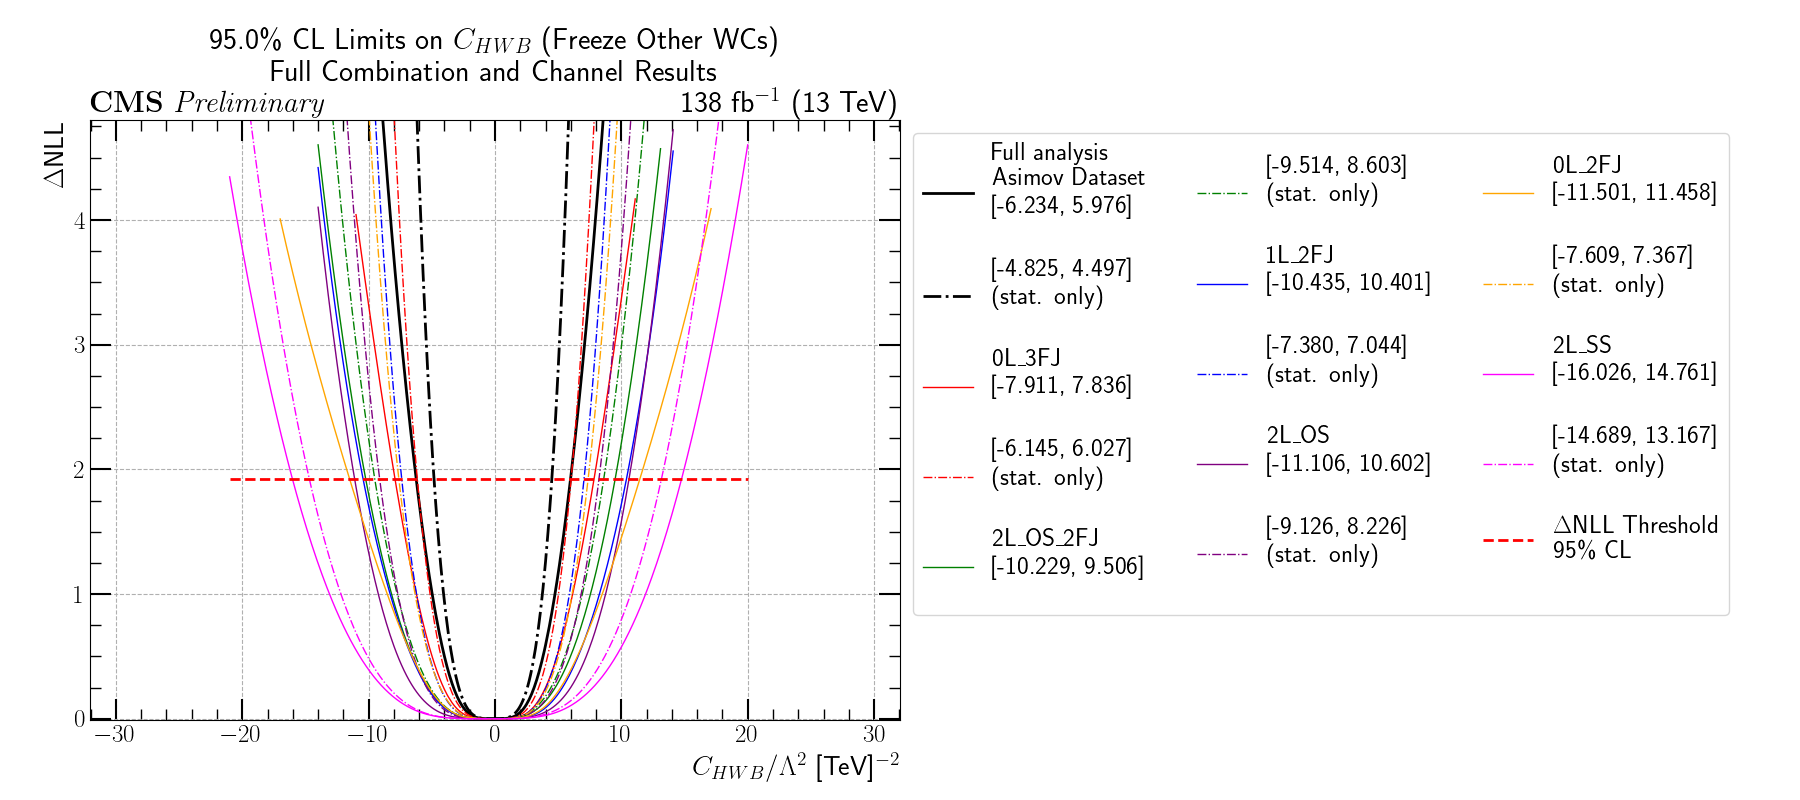 95.0% CL Limits on C_{HWB} (Freeze Other WCs)
Full Combination and Channel Results
CMS Preliminary
138 fb^{-1} (13 TeV)
ΔNLL
4
3
2
1
0
−30
−20
−10
0
10
20
30
C_{HWB}/Λ^2 [TeV]^{-2}
Full analysis
Asimov Dataset
[-6.234, 5.976]
[-4.825, 4.497]
(stat. only)
0L_3FJ
[-7.911, 7.836]
[-6.145, 6.027]
(stat. only)
2L_OS_2FJ
[-10.229, 9.506]
[-9.514, 8.603]
(stat. only)
1L_2FJ
[-10.435, 10.401]
[-7.380, 7.044]
(stat. only)
2L_OS
[-11.106, 10.602]
[-9.126, 8.226]
(stat. only)
0L_2FJ
[-11.501, 11.458]
[-7.609, 7.367]
(stat. only)
2L_SS
[-16.026, 14.761]
[-14.689, 13.167]
(stat. only)
ΔNLL Threshold
95% CL